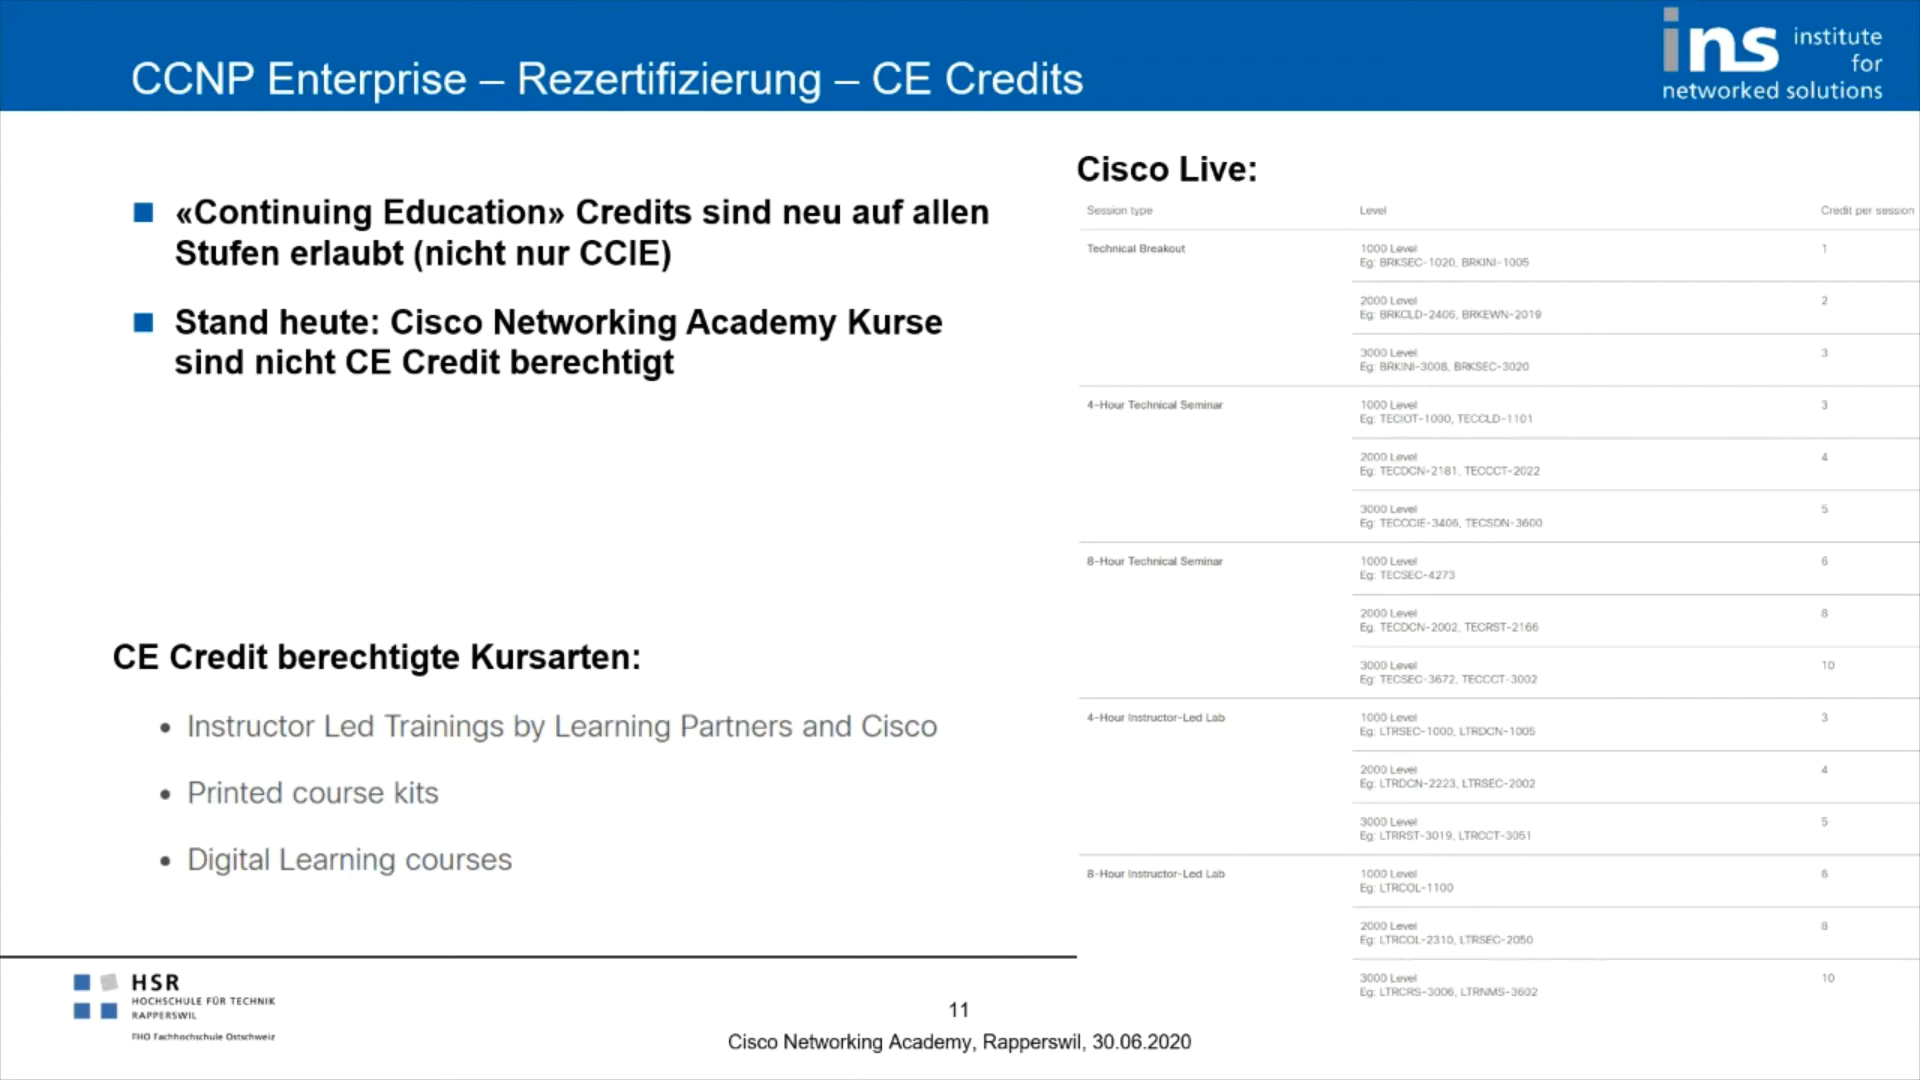 CCNP Enterprise – Rezertifizierung – CE Credits
ins institute
for
networked solutions
«Continuing Education» Credits sind neu auf allen
Stufen erlaubt (nicht nur CCIE)
Stand heute: Cisco Networking Academy Kurse
sind nicht CE Credit berechtigt
CE Credit berechtigte Kursarten:
• Instructor Led Trainings by Learning Partners and Cisco
• Printed course kits
• Digital Learning courses
Cisco Live:
Session type Level Credit per session
Technical Breakout 1000 Level 1
Eg: BRKSEC-1020, BRKINI-1005
2000 Level 2
Eg: BRKCLD-2406, BRKEWN-2019
3000 Level 3
Eg: BRKINI-3008, BRKSEC-3020
4-Hour Technical Seminar 1000 Level 3
Eg: TECIOT-1000, TECCLD-1101
2000 Level 4
Eg: TECDCN-2181, TECCCT-2022
3000 Level 5
Eg: TECCCIE-3406, TECSDN-3600
8-Hour Technical Seminar 1000 Level 6
Eg: TECSEC-4273
2000 Level 8
Eg: TECDCN-2002, TECRST-2166
3000 Level 10
Eg: TECSEC-3672, TECCCT-3002
4-Hour Instructor-Led Lab 1000 Level 3
Eg: LTRSEC-1000, LTRDCN-1005
2000 Level 4
Eg: LTRDCN-2223, LTRSEC-2002
3000 Level 5
Eg: LTRRST-3019, LTRCCT-3051
8-Hour Instructor-Led Lab 1000 Level 6
Eg: LTRCOL-1100
2000 Level 8
Eg: LTRCOL-2310, LTRSEC-2050
3000 Level 10
Eg: LTRCRS-3006, LTRNMS-3602
HSR
HOCHSCHULE FÜR TECHNIK
RAPPERSWIL
FHO Fachhochschule Ostschweiz
11
Cisco Networking Academy, Rapperswil, 30.06.2020